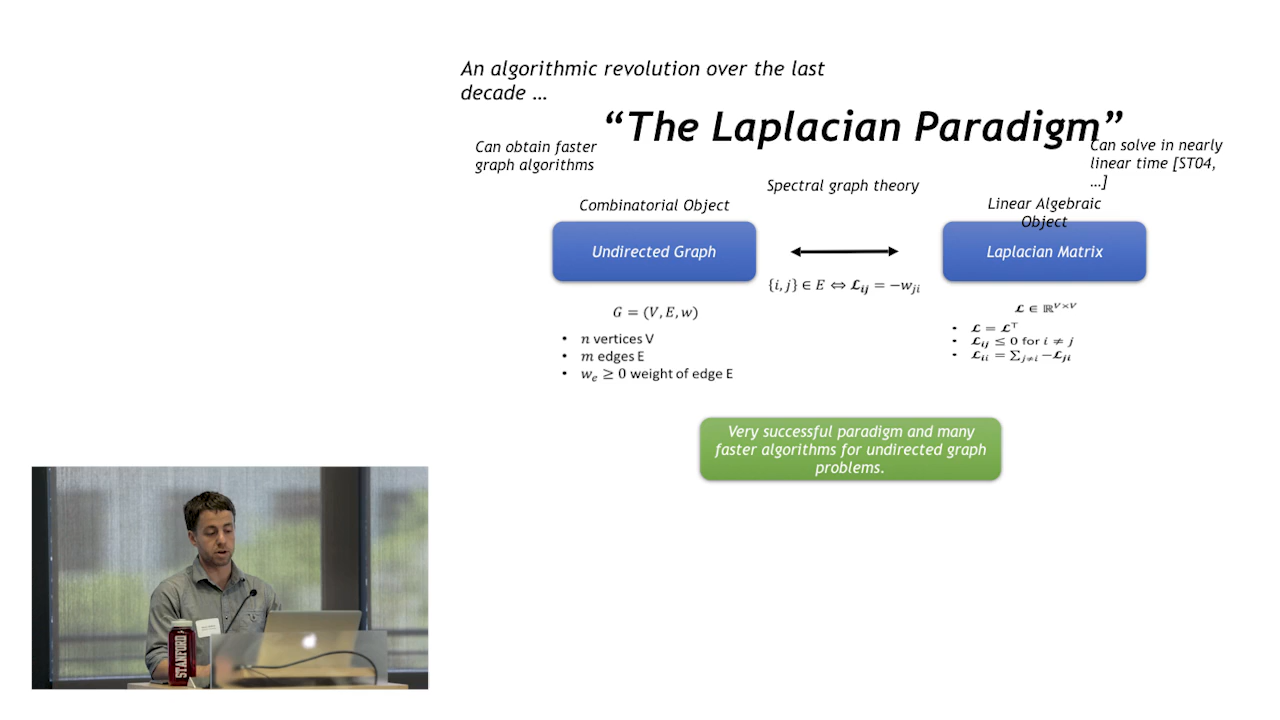 An algorithmic revolution over the last
decade …
“The Laplacian Paradigm”
Can obtain faster
graph algorithms
Can solve in nearly
linear time [ST04,
…]
Spectral graph theory
Combinatorial Object
Linear Algebraic
Object
Undirected Graph
Laplacian Matrix
{i, j} ∈ E ⇔ 𝓛ij = −wji
G = (V, E, w)
• n vertices V
• m edges E
• we ≥ 0 weight of edge E
𝓛 ∈ ℝV×V
• 𝓛 = 𝓛⊤
• 𝓛ij ≤ 0 for i ≠ j
• 𝓛ii = ∑j≠i −𝓛ji
Very successful paradigm and many
faster algorithms for undirected graph
problems.
STANFORD